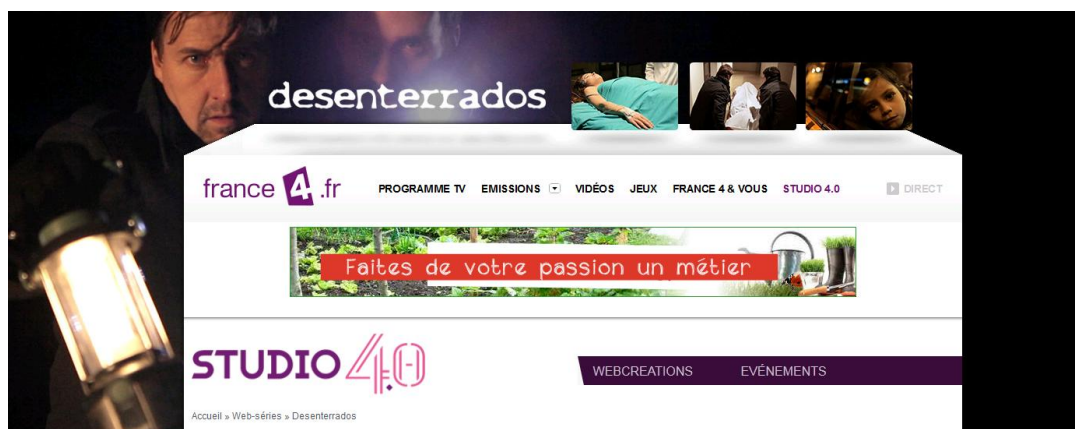 desenterrados
france 4 .fr
PROGRAMME TV EMISSIONS VIDÉOS JEUX FRANCE 4 & VOUS STUDIO 4.0 DIRECT
Faites de votre passion un métier
STUDIO 4.0
WEBCREATIONS EVÉNEMENTS
Accueil » Web-séries » Desenterrados